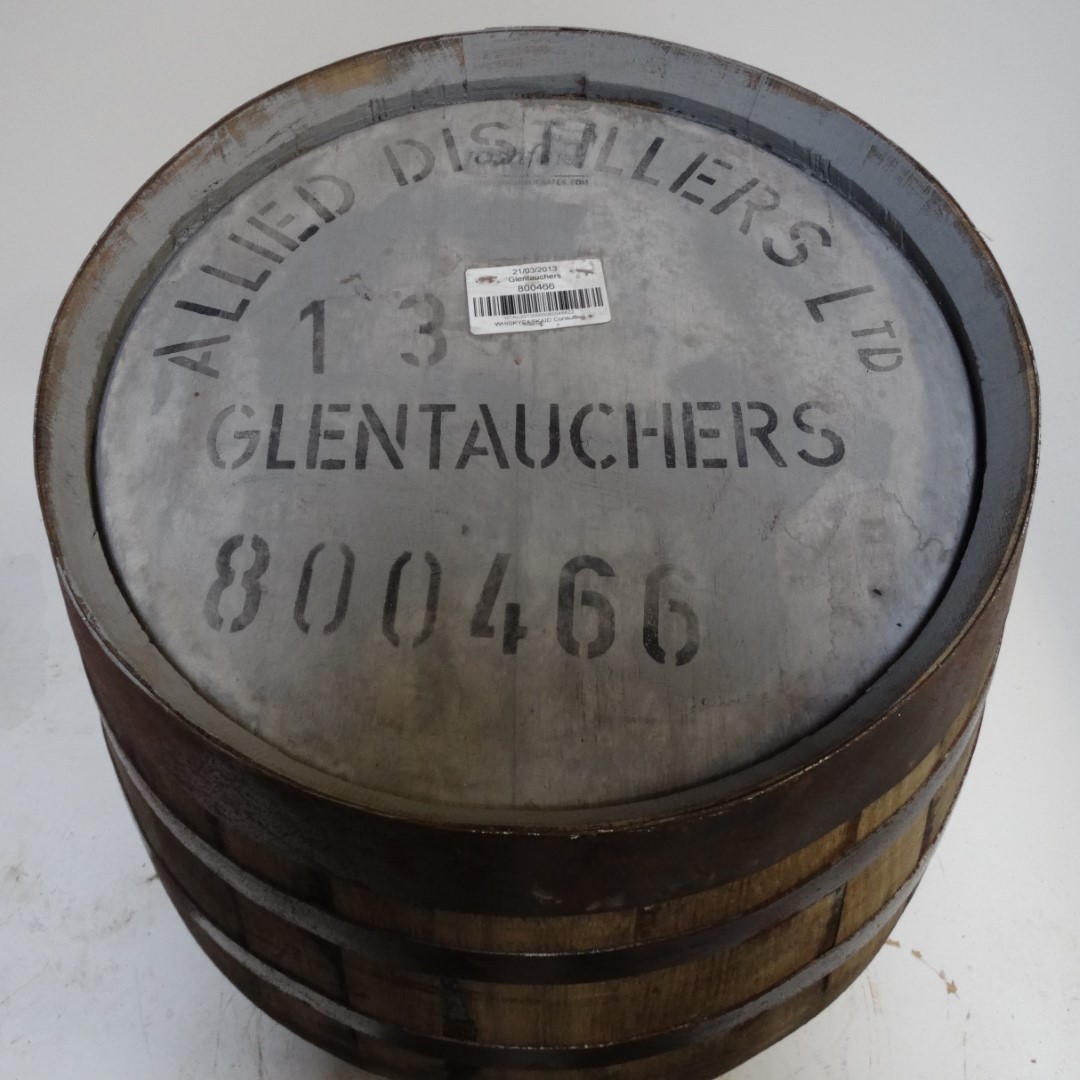 ALLIED DISTILLERS LTD
21/03/2013
Glentauchers
800466
13
GLENTAUCHERS
800466